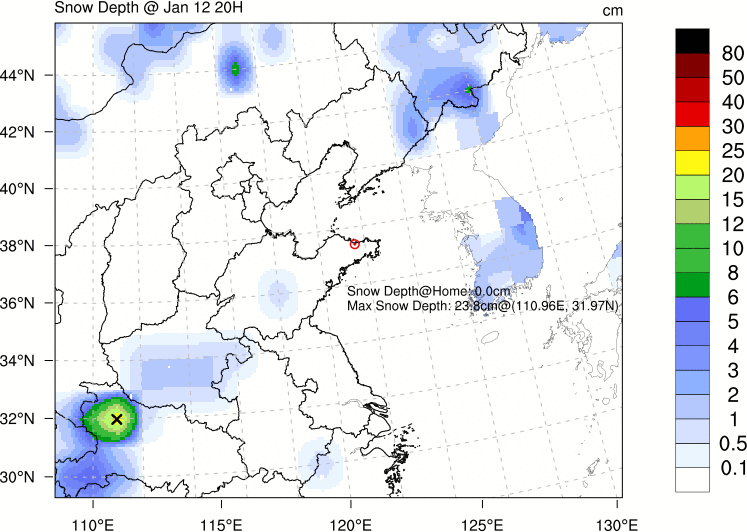 Snow Depth @ Jan 12 20H
cm
44°N
42°N
40°N
38°N
36°N
34°N
32°N
30°N
Snow Depth@Home: 0.0cm
Max Snow Depth: 23.8cm@(110.96E, 31.97N)
110°E
115°E
120°E
125°E
130°E
80
50
40
30
25
20
15
12
10
8
6
5
4
3
2
1
0.5
0.1